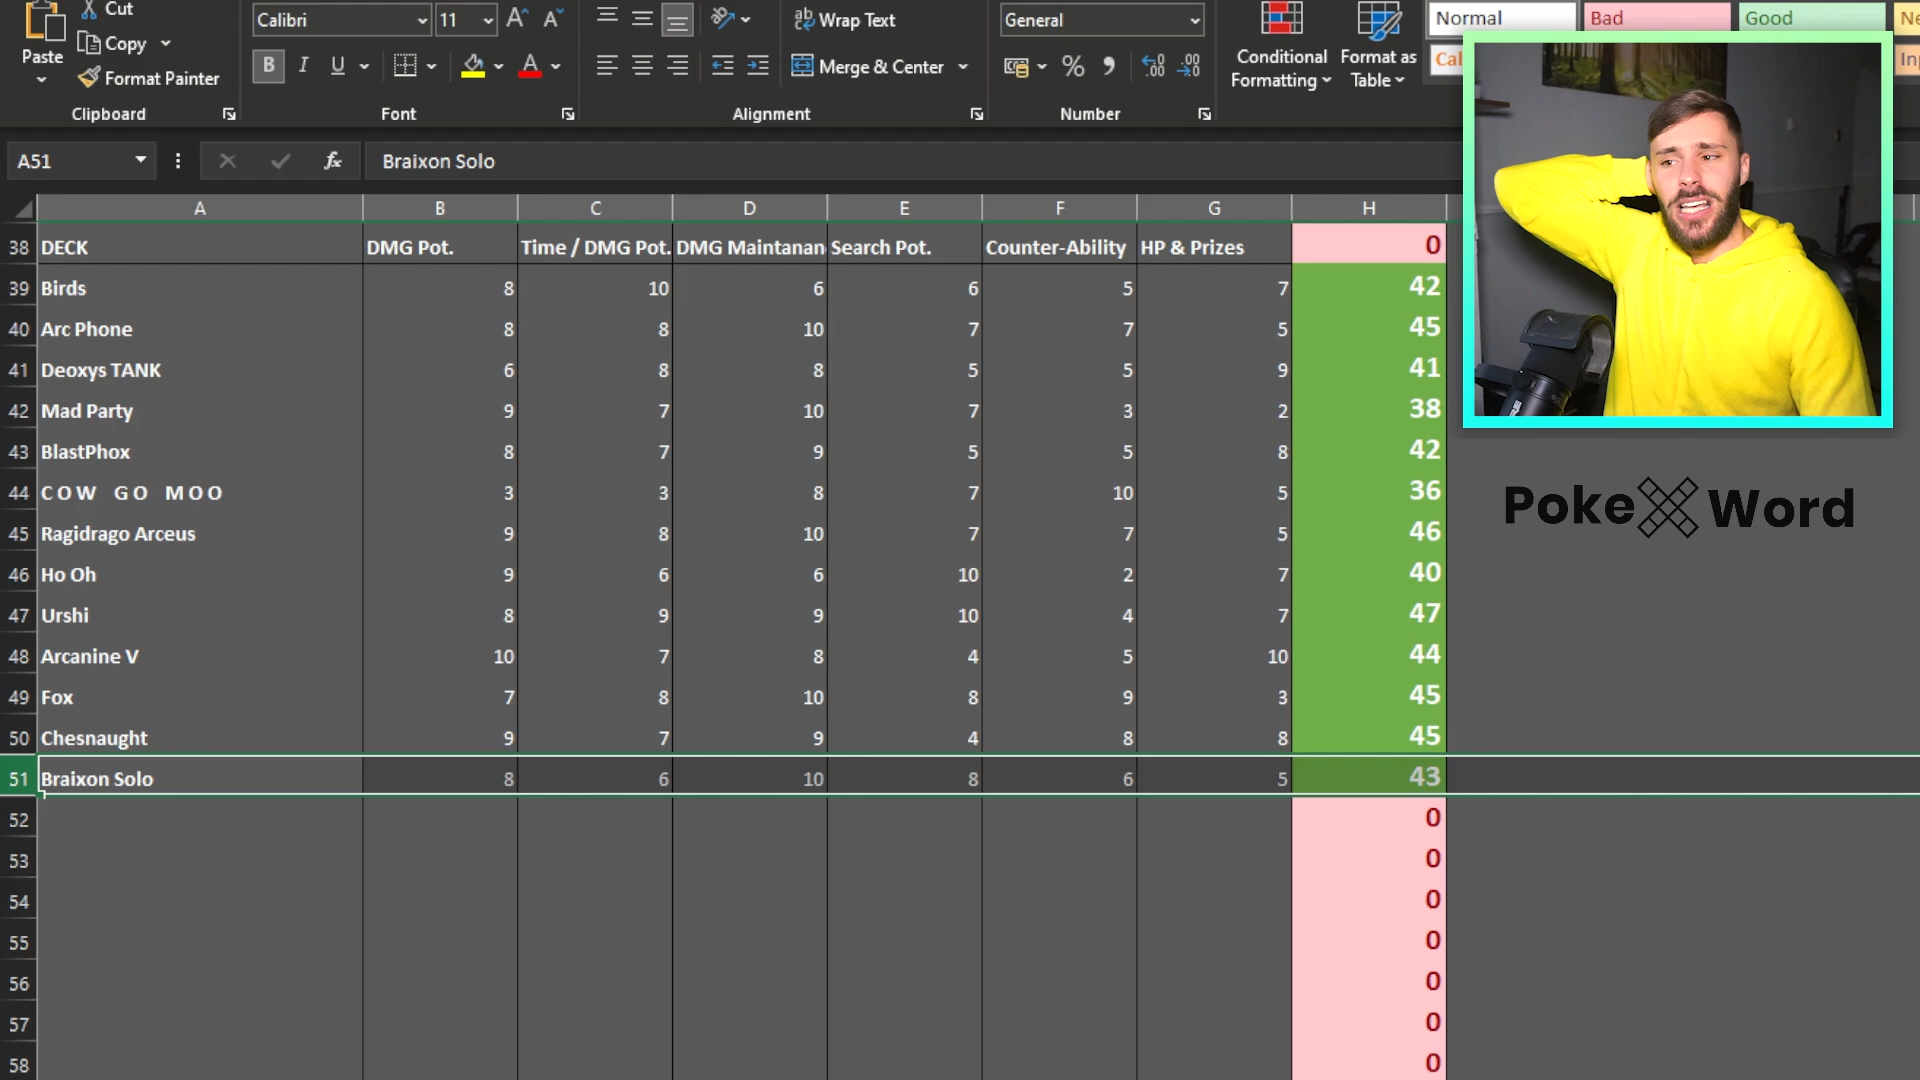 Cut
Calibri 11 A A ab Wrap Text General Normal Bad Good Ne
Paste Copy Conditional Format as Cal Inp
Format Painter B I U A Merge & Center % Formatting Table
Clipboard Font Alignment Number
A51 fx Braixon Solo
A B C D E F G H
38 DECK DMG Pot. Time / DMG Pot. DMG Maintanan Search Pot. Counter-Ability HP & Prizes 0
39 Birds 8 10 6 6 5 7 42
40 Arc Phone 8 8 10 7 7 5 45
41 Deoxys TANK 6 8 8 5 5 9 41
42 Mad Party 9 7 10 7 3 2 38
43 BlastPhox 8 7 9 5 5 8 42
44 C O W G O M O O 3 3 8 7 10 5 36
45 Ragidrago Arceus 9 8 10 7 7 5 46
46 Ho Oh 9 6 6 10 2 7 40
47 Urshi 8 9 9 10 4 7 47
48 Arcanine V 10 7 8 4 5 10 44
49 Fox 7 8 10 8 9 3 45
50 Chesnaught 9 7 9 4 8 8 45
51 Braixon Solo 8 6 10 8 6 5 43
52 0
53 0
54 0
55 0
56 0
57 0
58 0
Poke Word